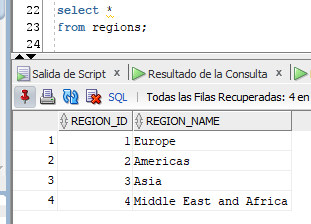 22 select *
23 from regions;
24
Salida de Script x Resultado de la Consulta x
SQL | Todas las Filas Recuperadas: 4 en
REGION_ID REGION_NAME
1 1 Europe
2 2 Americas
3 3 Asia
4 4 Middle East and Africa